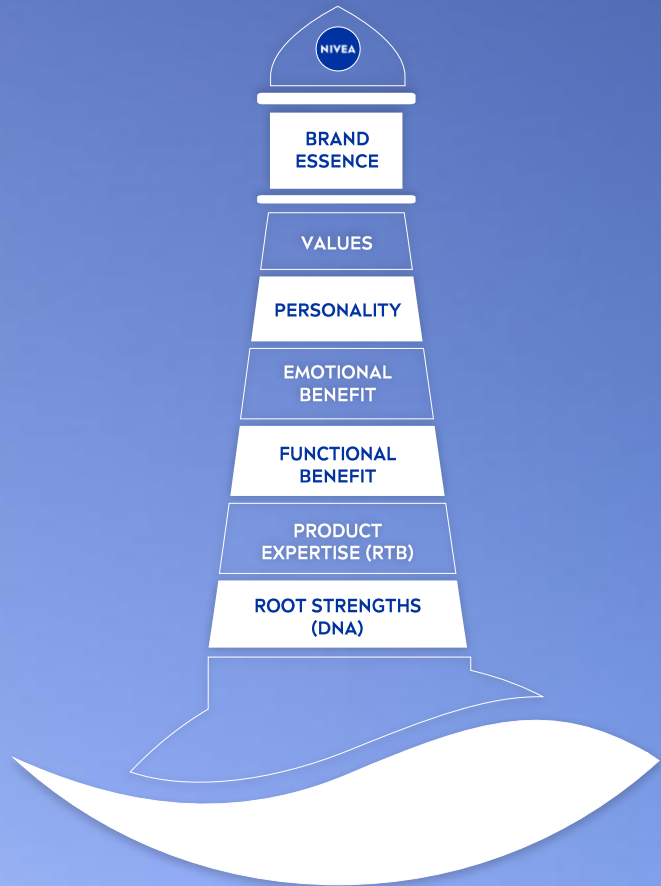 NIVEA
BRAND
ESSENCE
VALUES
PERSONALITY
EMOTIONAL
BENEFIT
FUNCTIONAL
BENEFIT
PRODUCT
EXPERTISE (RTB)
ROOT STRENGTHS
(DNA)